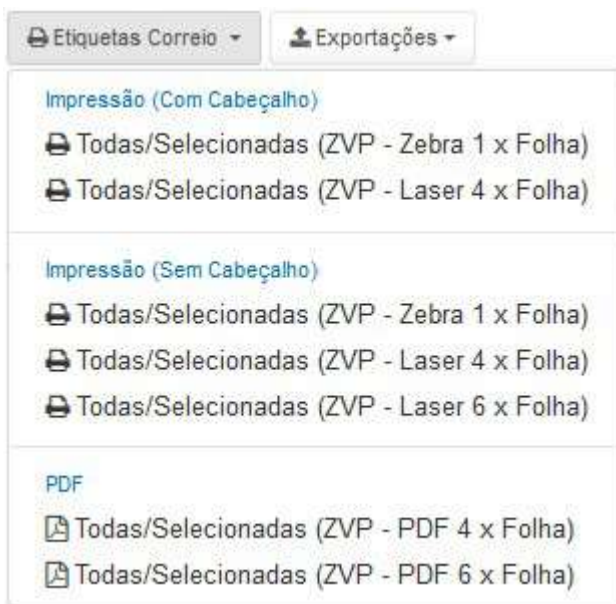 Etiquetas Correio Exportações
Impressão (Com Cabeçalho)
Todas/Selecionadas (ZVP - Zebra 1 x Folha)
Todas/Selecionadas (ZVP - Laser 4 x Folha)
Impressão (Sem Cabeçalho)
Todas/Selecionadas (ZVP - Zebra 1 x Folha)
Todas/Selecionadas (ZVP - Laser 4 x Folha)
Todas/Selecionadas (ZVP - Laser 6 x Folha)
PDF
Todas/Selecionadas (ZVP - PDF 4 x Folha)
Todas/Selecionadas (ZVP - PDF 6 x Folha)